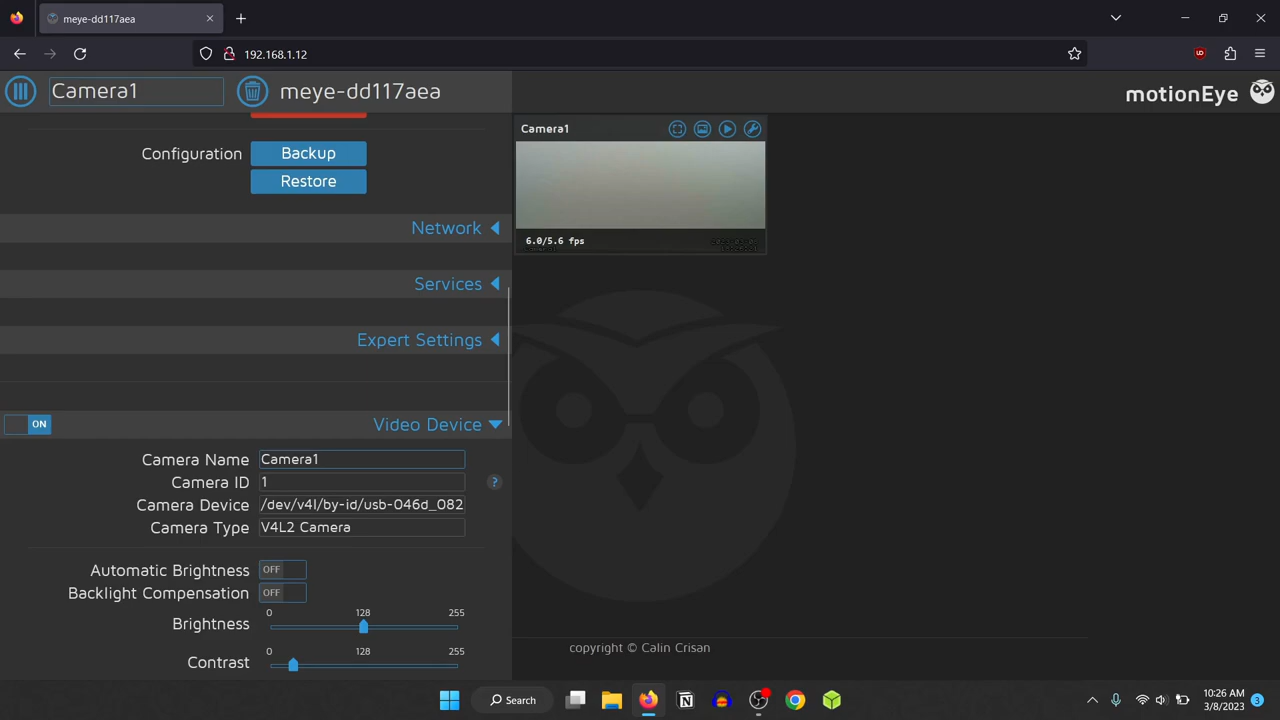 meye-dd117aea
192.168.1.12
Camera1
meye-dd117aea
motionEye
Configuration
Backup
Restore
Network
Services
Expert Settings
ON
Video Device
Camera Name
Camera1
Camera ID
1
?
Camera Device
/dev/v4l/by-id/usb-046d_082
Camera Type
V4L2 Camera
Automatic Brightness
OFF
Backlight Compensation
OFF
0 128 255
Brightness
0 128 255
Contrast
Camera1
6.0/5.6 fps
copyright © Calin Crisan
Search
10:26 AM
3/8/2023
3